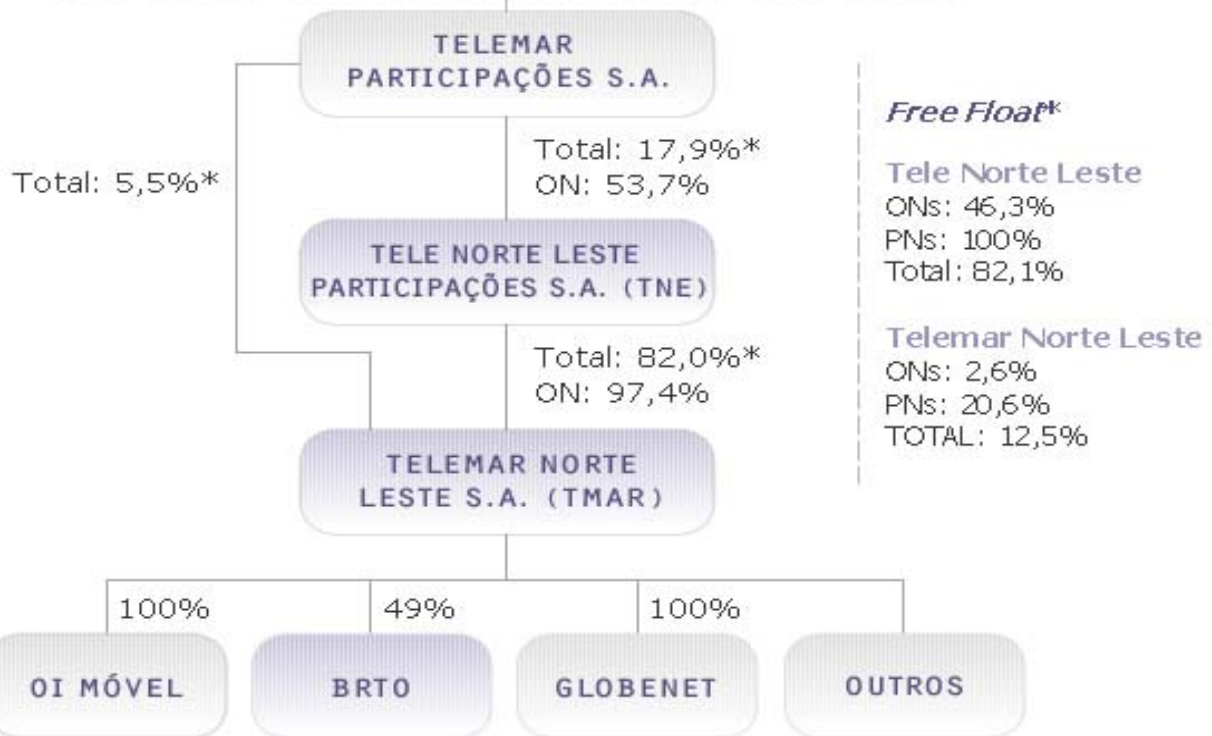 TELEMAR
PARTICIPAÇÕES S.A.
Total: 5,5%*
Total: 17,9%*
ON: 53,7%
TELE NORTE LESTE
PARTICIPAÇÕES S.A. (TNE)
Total: 82,0%*
ON: 97,4%
TELEMAR NORTE
LESTE S.A. (TMAR)
100%
49%
100%
OI MÓVEL
BRTO
GLOBENET
OUTROS
Free Float*
Tele Norte Leste
ONs: 46,3%
PNs: 100%
Total: 82,1%
Telemar Norte Leste
ONs: 2,6%
PNs: 20,6%
TOTAL: 12,5%